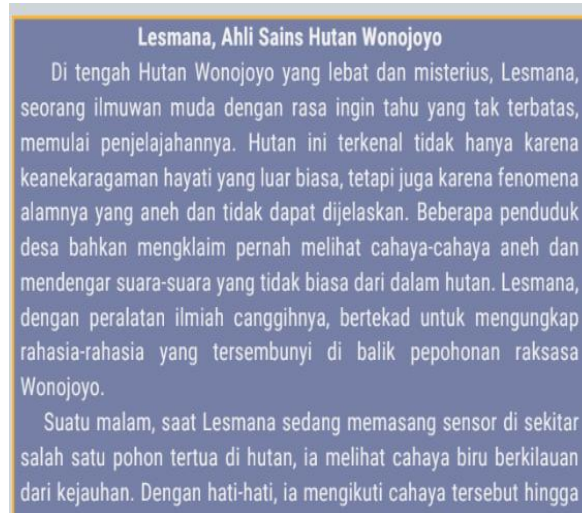 Lesmana, Ahli Sains Hutan Wonojoyo
Di tengah Hutan Wonojoyo yang lebat dan misterius, Lesmana,
seorang ilmuwan muda dengan rasa ingin tahu yang tak terbatas,
memulai penjelajahannya. Hutan ini terkenal tidak hanya karena
keanekaragaman hayati yang luar biasa, tetapi juga karena fenomena
alamnya yang aneh dan tidak dapat dijelaskan. Beberapa penduduk
desa bahkan mengklaim pernah melihat cahaya-cahaya aneh dan
mendengar suara-suara yang tidak biasa dari dalam hutan. Lesmana,
dengan peralatan ilmiah canggihnya, bertekad untuk mengungkap
rahasia-rahasia yang tersembunyi di balik pepohonan raksasa
Wonojoyo.
Suatu malam, saat Lesmana sedang memasang sensor di sekitar
salah satu pohon tertua di hutan, ia melihat cahaya biru berkilauan
dari kejauhan. Dengan hati-hati, ia mengikuti cahaya tersebut hingga